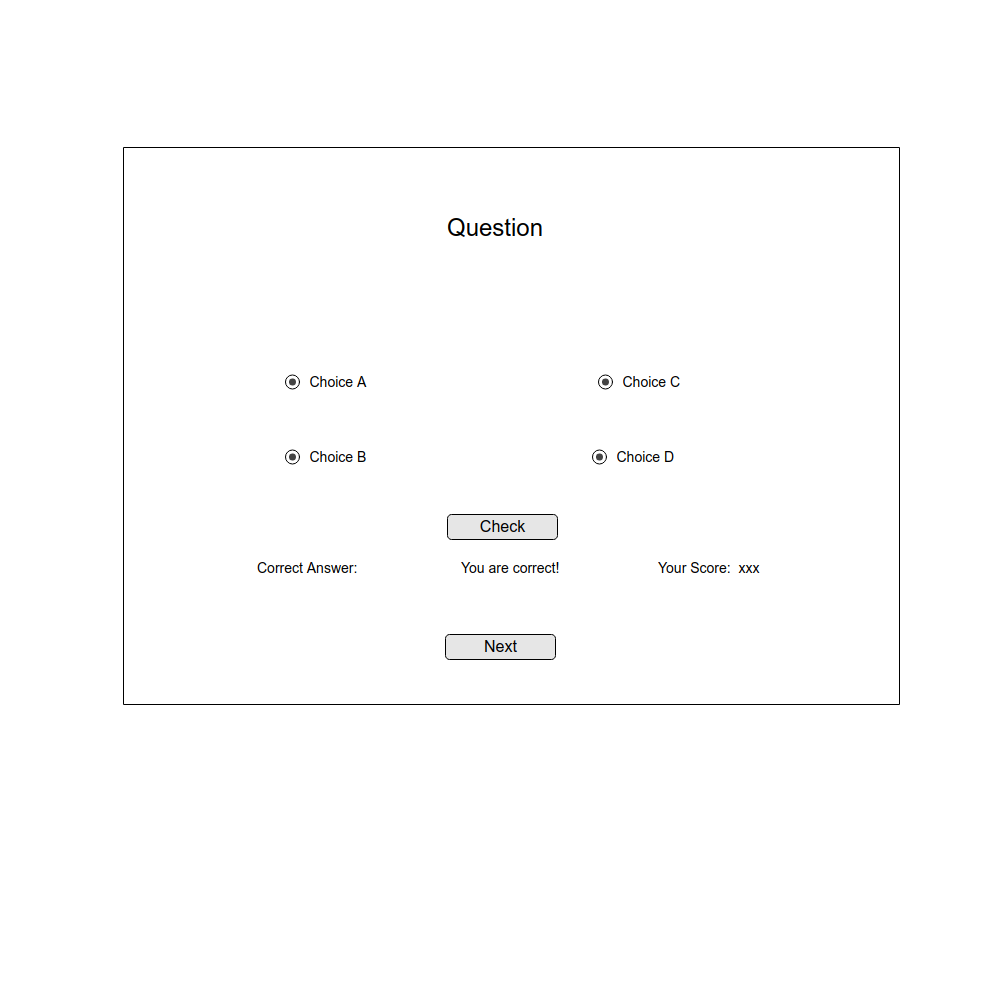 Question
Choice A
Choice C
Choice B
Choice D
Check
Correct Answer:
You are correct!
Your Score:  xxx
Next